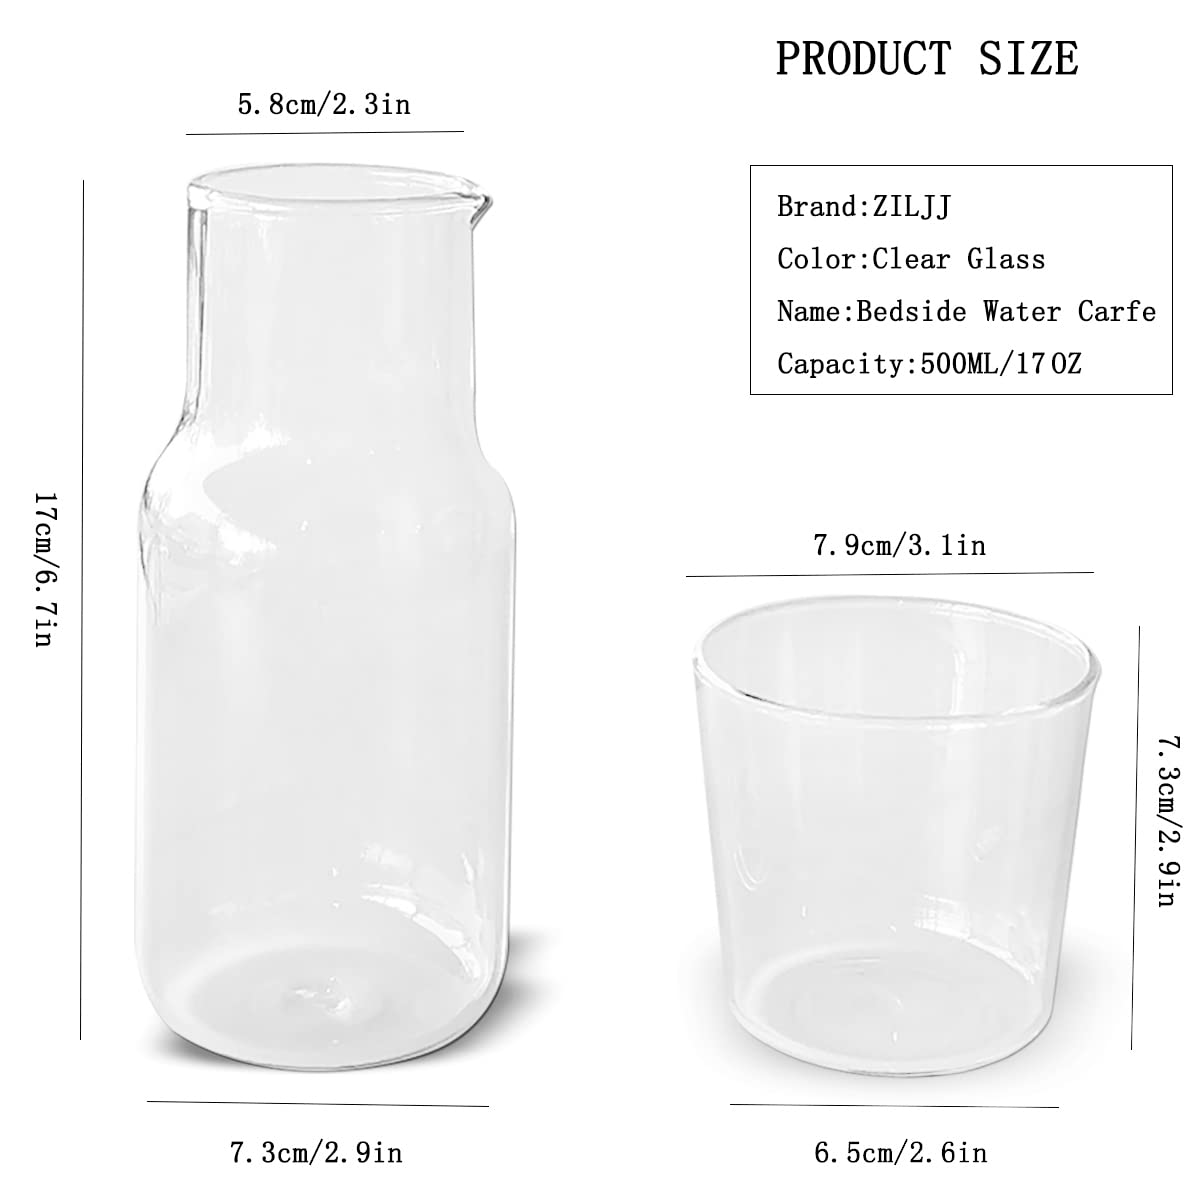 PRODUCT SIZE
5.8cm/2.3in
Brand:ZILJJ
Color:Clear Glass
Name:Bedside Water Carfe
Capacity:500ML/17OZ
17cm/6.7in
7.9cm/3.1in
7.3cm/2.9in
7.3cm/2.9in
6.5cm/2.6in